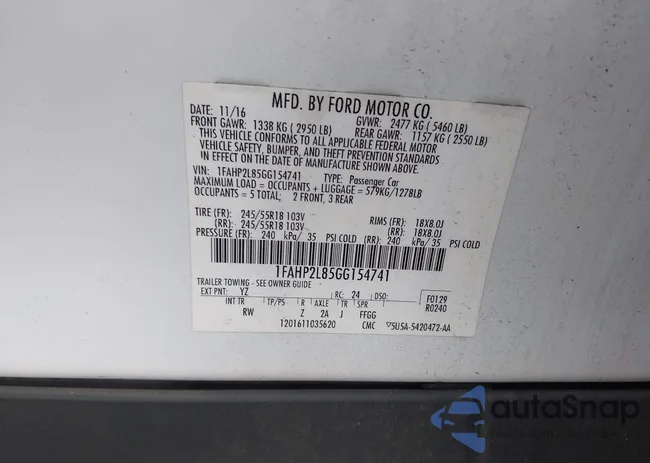 MFD. BY FORD MOTOR CO.
DATE: 11/16 GVWR: 2477 KG ( 5460 LB)
FRONT GAWR: 1338 KG ( 2950 LB) REAR GAWR: 1157 KG ( 2550 LB)
THIS VEHICLE CONFORMS TO ALL APPLICABLE FEDERAL MOTOR
VEHICLE SAFETY, BUMPER, AND THEFT PREVENTION STANDARDS
IN EFFECT ON THE DATE OF MANUFACTURE SHOWN ABOVE.
VIN: 1FAHP2L85GG154741 TYPE: Passenger Car
MAXIMUM LOAD = OCCUPANTS + LUGGAGE = 579KG/1278LB
OCCUPANTS = 5 TOTAL; 2 FRONT, 3 REAR
TIRE (FR): 245/55R18 103V RIMS (FR): 18X8.0J
(RR): 245/55R18 103V (RR): 18X8.0J
PRESSURE (FR): 240 kPa/ 35 PSI COLD (RR) 240 kPa/ 35 PSI COLD
1FAHP2L85GG154741
TRAILER TOWING - SEE OWNER GUIDE
EXT PNT: YZ RC: 24 DSO: F0129
R0240
INT TR TP/PS R AXLE TR SPR
RW Z 2A J FFGG
1201611035620 CMC 5U5A-5420472-AA
autoSnap